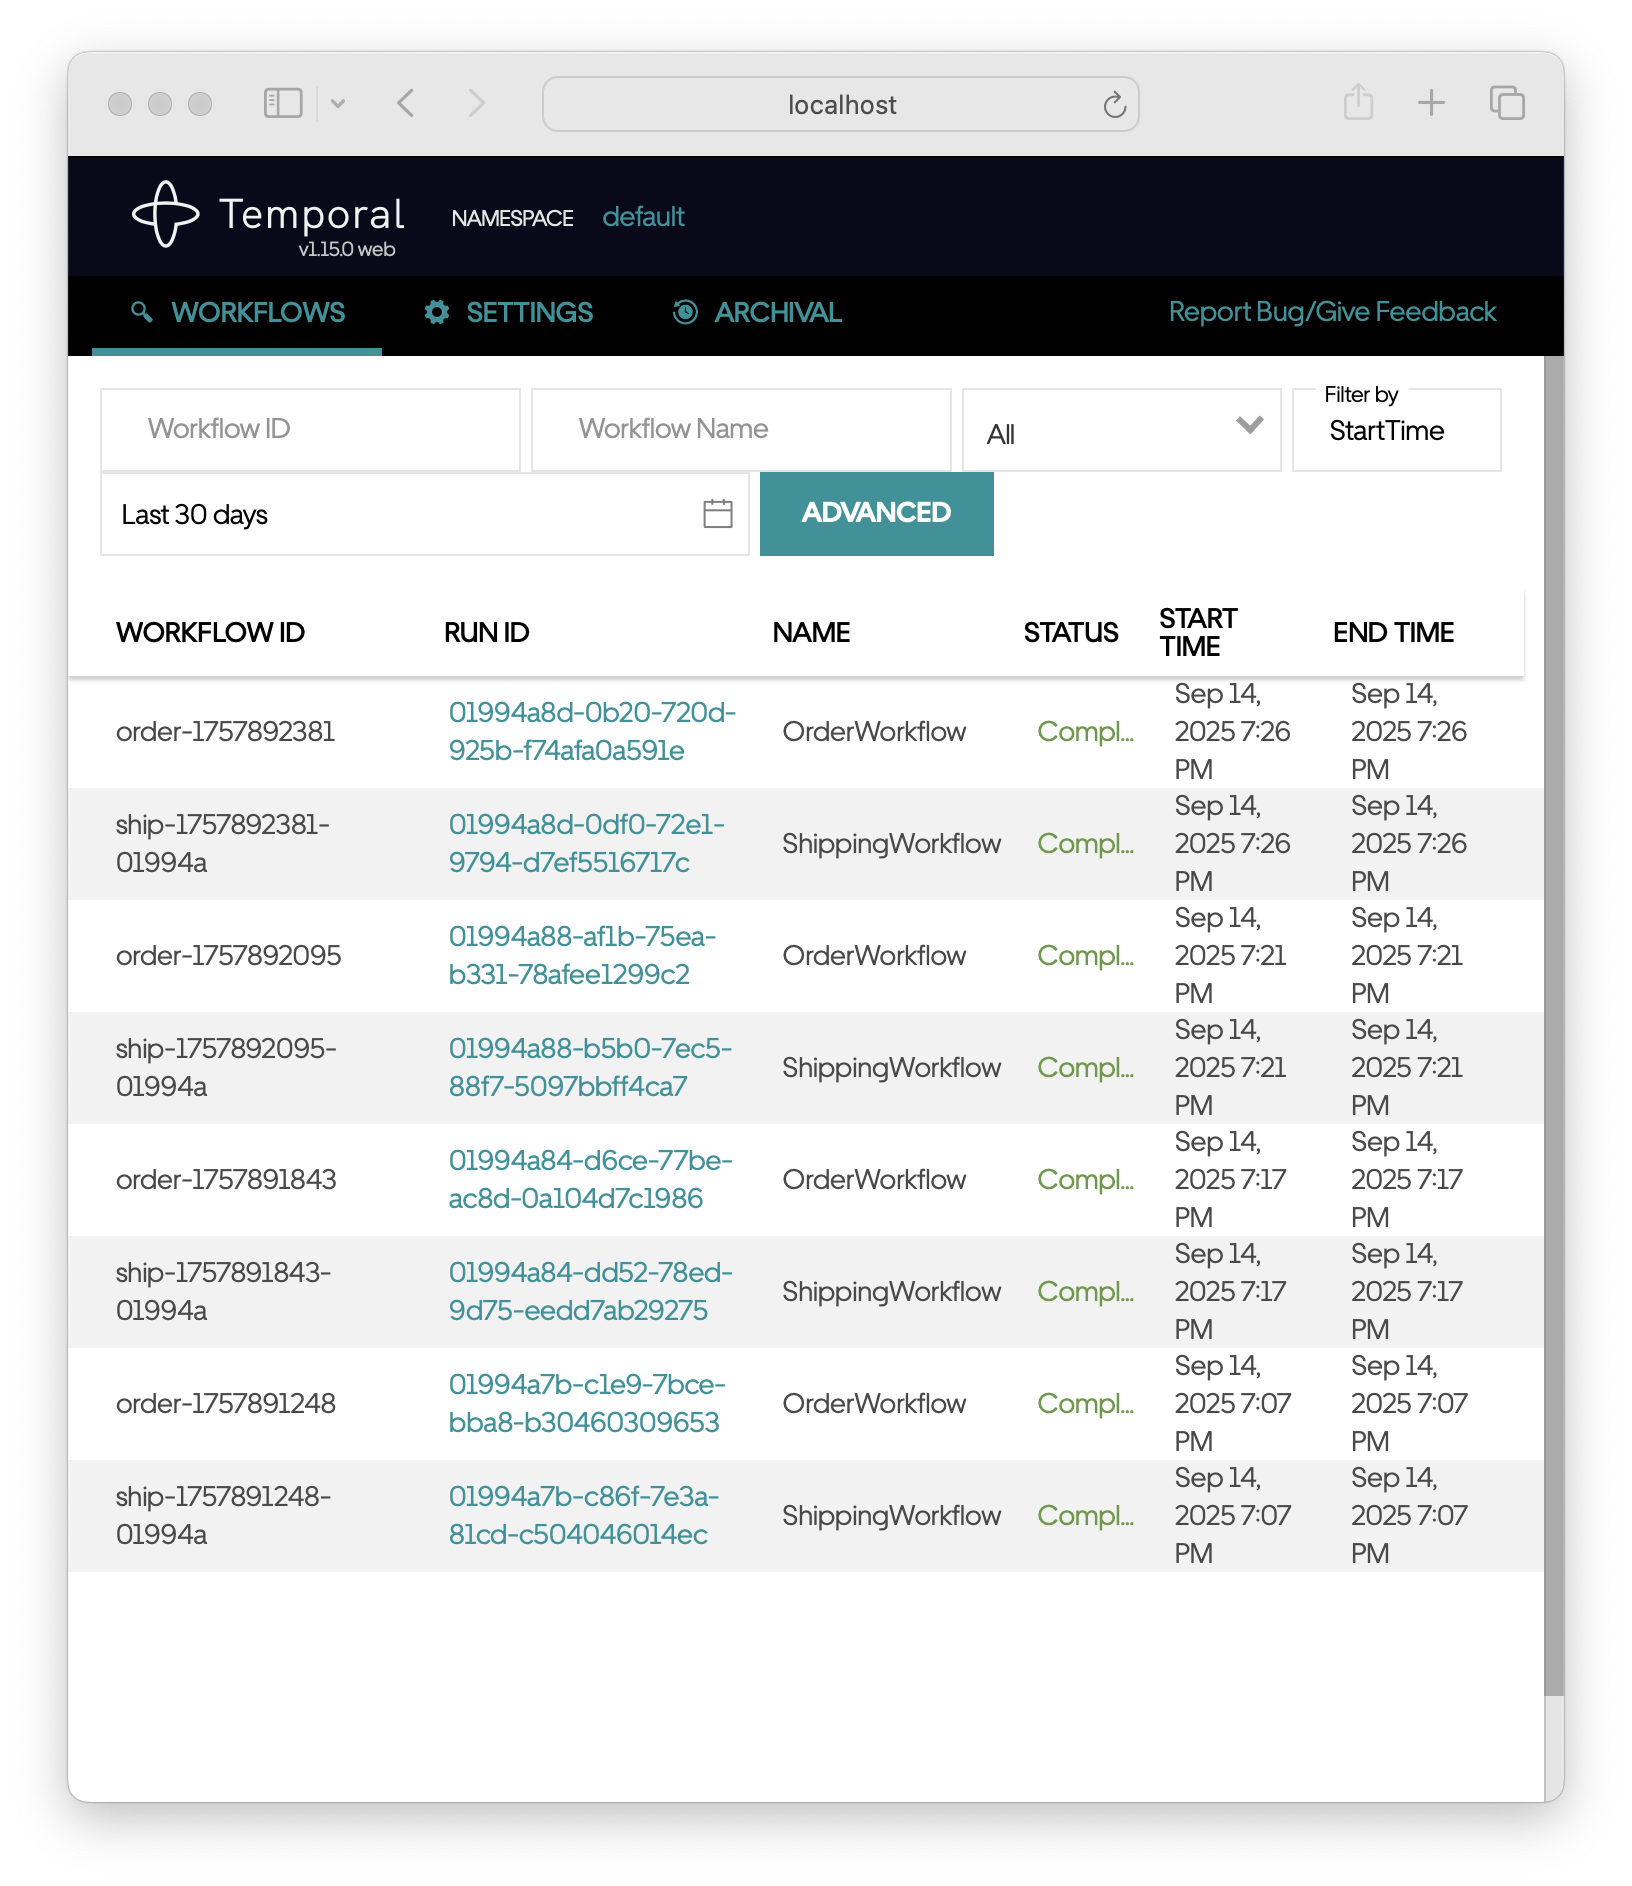 localhost
Temporal
v1.15.0 web
NAMESPACE default
WORKFLOWS SETTINGS ARCHIVAL Report Bug/Give Feedback
Workflow ID Workflow Name All Filter by StartTime
Last 30 days ADVANCED
WORKFLOW ID RUN ID NAME STATUS START TIME END TIME
order-1757892381 01994a8d-0b20-720d-925b-f74afa0a591e OrderWorkflow Compl... Sep 14, 2025 7:26 PM Sep 14, 2025 7:26 PM
ship-1757892381-01994a 01994a8d-0df0-72e1-9794-d7ef5516717c ShippingWorkflow Compl... Sep 14, 2025 7:26 PM Sep 14, 2025 7:26 PM
order-1757892095 01994a88-af1b-75ea-b331-78afee1299c2 OrderWorkflow Compl... Sep 14, 2025 7:21 PM Sep 14, 2025 7:21 PM
ship-1757892095-01994a 01994a88-b5b0-7ec5-88f7-5097bbff4ca7 ShippingWorkflow Compl... Sep 14, 2025 7:21 PM Sep 14, 2025 7:21 PM
order-1757891843 01994a84-d6ce-77be-ac8d-0a104d7c1986 OrderWorkflow Compl... Sep 14, 2025 7:17 PM Sep 14, 2025 7:17 PM
ship-1757891843-01994a 01994a84-dd52-78ed-9d75-eedd7ab29275 ShippingWorkflow Compl... Sep 14, 2025 7:17 PM Sep 14, 2025 7:17 PM
order-1757891248 01994a7b-c1e9-7bce-bba8-b30460309653 OrderWorkflow Compl... Sep 14, 2025 7:07 PM Sep 14, 2025 7:07 PM
ship-1757891248-01994a 01994a7b-c86f-7e3a-81cd-c504046014ec ShippingWorkflow Compl... Sep 14, 2025 7:07 PM Sep 14, 2025 7:07 PM